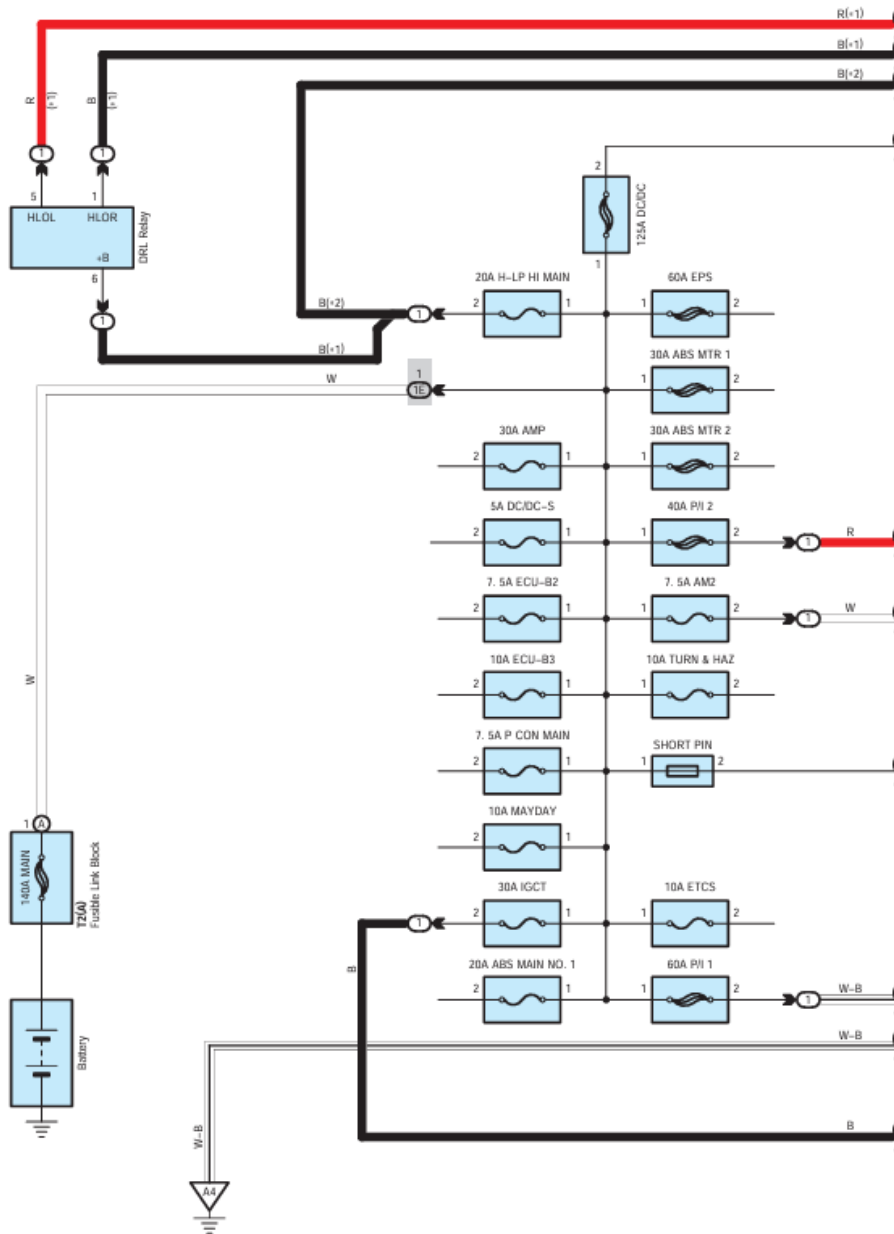 R(*1)
B(*1)
B(*2)
R
(*1)
B
(*1)
1
1
5
1
HLOL
HLOR
+B
DRL Relay
6
1
2
125A DC/DC
1
20A H-LP HI MAIN
60A EPS
B(*2)
1
2
1
1
2
B(*1)
30A ABS MTR 1
W
1
1E
1
2
30A AMP
30A ABS MTR 2
2
1
1
2
5A DC/DC-S
40A P/I 2
2
1
1
2
1
R
7. 5A ECU-B2
7. 5A AM2
2
1
1
2
1
W
10A ECU-B3
10A TURN & HAZ
W
2
1
1
2
7. 5A P CON MAIN
SHORT PIN
2
1
1
2
10A MAYDAY
1
A
2
1
140A MAIN
T2(A)
Fusible Link Block
30A IGCT
10A ETCS
1
2
1
1
2
B
20A ABS MAIN NO. 1
60A P/I 1
2
1
1
2
1
W-B
Battery
W-B
B
W-B
A4